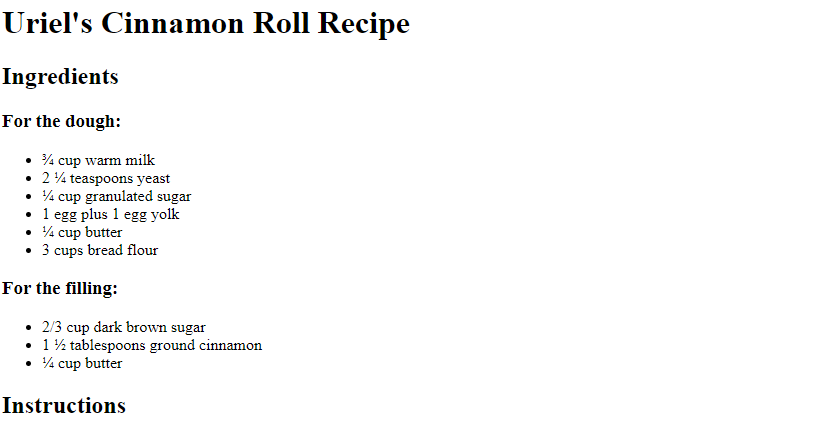 Uriel's Cinnamon Roll Recipe
Ingredients
For the dough:
• ¾ cup warm milk
• 2 ¼ teaspoons yeast
• ¼ cup granulated sugar
• 1 egg plus 1 egg yolk
• ¼ cup butter
• 3 cups bread flour
For the filling:
• 2/3 cup dark brown sugar
• 1 ½ tablespoons ground cinnamon
• ¼ cup butter
Instructions